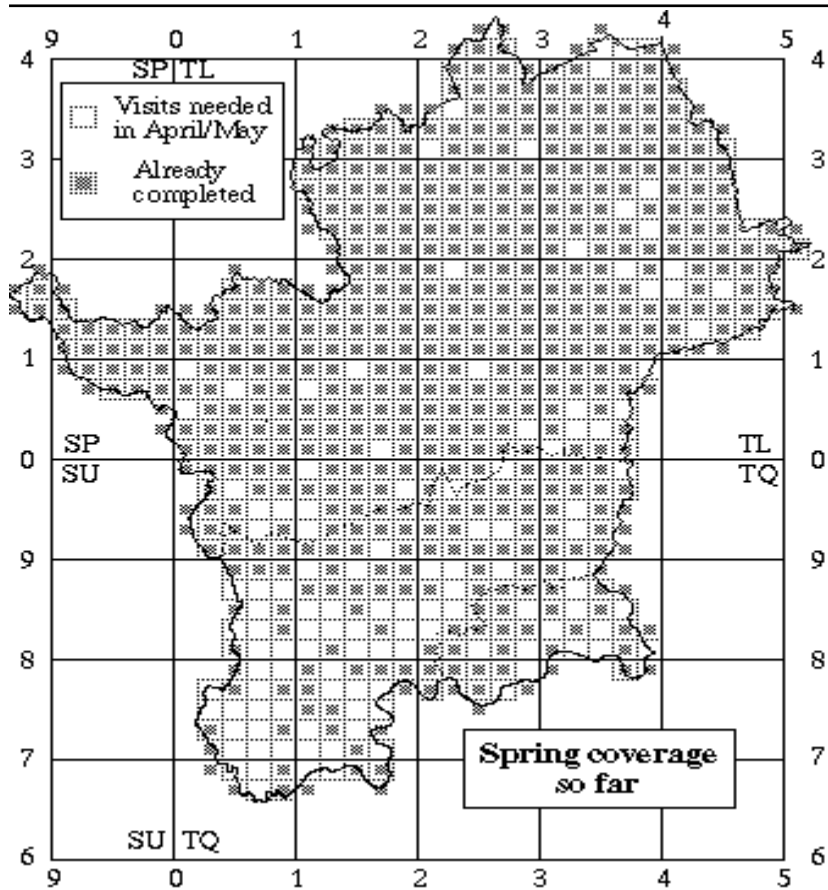 9 0 1 2 3 4 5
4 SP TL 4
Visits needed
in April/May
Already
completed
3 3
2 2
1 1
SP TL
0 0
SU TQ
9 9
8 8
7 7
Spring coverage
so far
SU TQ
6 6
9 0 1 2 3 4 5